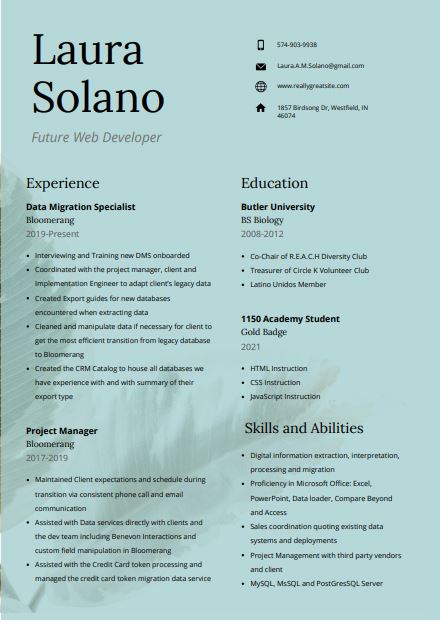 Laura
Solano
Future Web Developer
574-903-9938
Laura.A.M.Solano@gmail.com
www.reallygreatsite.com
1857 Birdsong Dr, Westfield, IN
46074
Experience
Data Migration Specialist
Bloomerang
2019-Present
• Interviewing and Training new DMS onboarded
• Coordinated with the project manager, client and
Implementation Engineer to adapt client's legacy data
• Created Export guides for new databases
encountered when extracting data
• Cleaned and manipulate data if necessary for client to
get the most efficient transition from legacy database
to Bloomerang
• Created the CRM Catalog to house all databases we
have experience with and with summary of their
export type
Project Manager
Bloomerang
2017-2019
• Maintained Client expectations and schedule during
transition via consistent phone call and email
communication
• Assisted with Data services directly with clients and
the dev team including Benevon Interactions and
custom field manipulation in Bloomerang
• Assisted with the Credit Card token processing and
managed the credit card token migration data service
Education
Butler University
BS Biology
2008-2012
• Co-Chair of R.E.A.C.H Diversity Club
• Treasurer of Circle K Volunteer Club
• Latino Unidos Member
1150 Academy Student
Gold Badge
2021
• HTML Instruction
• CSS Instruction
• JavaScript Instruction
Skills and Abilities
• Digital information extraction, interpretation,
processing and migration
• Proficiency in Microsoft Office: Excel,
PowerPoint, Data loader, Compare Beyond
and Access
• Sales coordination quoting existing data
systems and deployments
• Project Management with third party vendors
and client
• MySQL, MsSQL and PostGresSQL Server